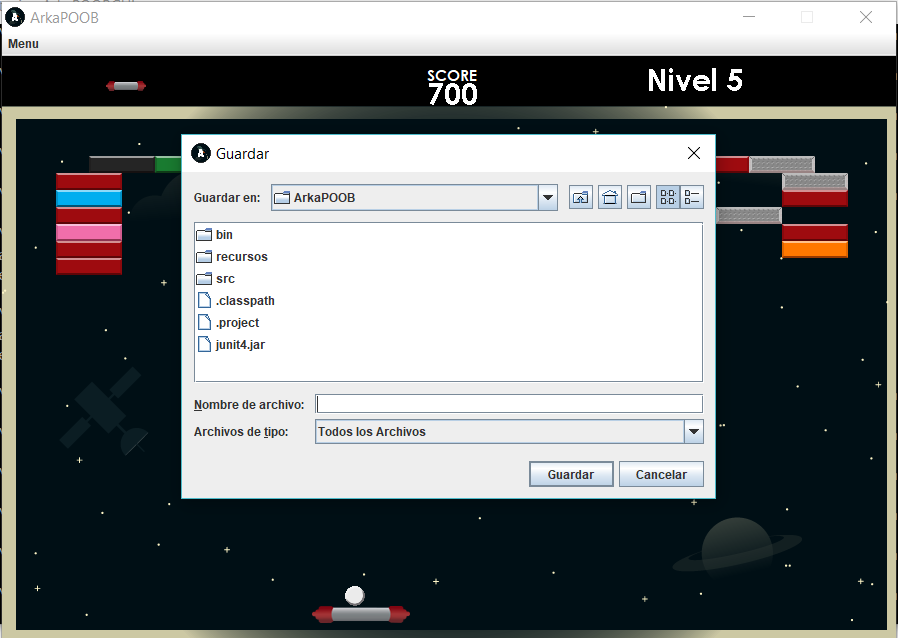 ArkaPOOB
Menu
SCORE
700
Nivel 5
Guardar
Guardar en:
ArkaPOOB
bin
recursos
src
.classpath
.project
junit4.jar
Nombre de archivo:
Archivos de tipo:
Todos los Archivos
Guardar
Cancelar